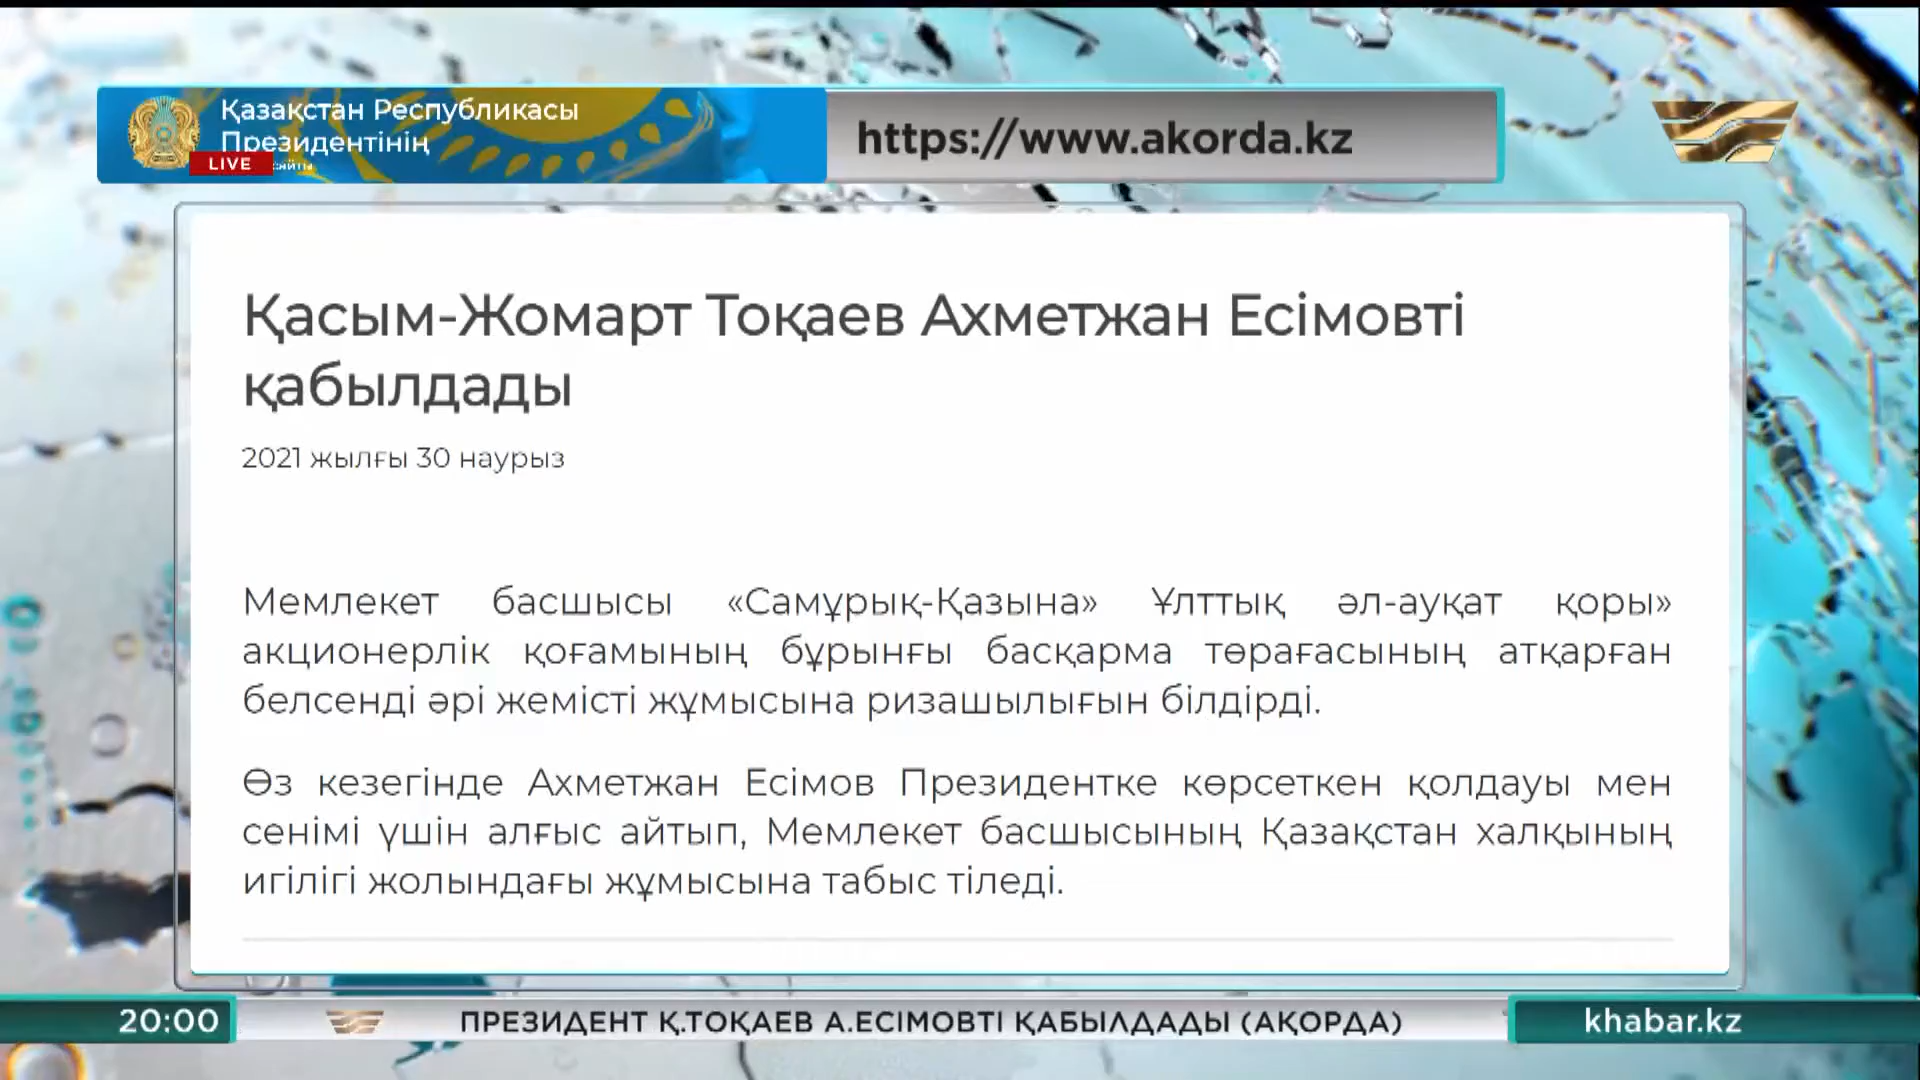 Қазақстан Республикасы
Президентінің
LIVE
https://www.akorda.kz
Қасым-Жомарт Тоқаев Ахметжан Есімовті
қабылдады
2021 жылғы 30 наурыз
Мемлекет басшысы «Самұрық-Қазына» Ұлттық әл-ауқат қоры»
акционерлік қоғамының бұрынғы басқарма төрағасының атқарған
белсенді әрі жемісті жұмысына ризашылығын білдірді.
Өз кезегінде Ахметжан Есімов Президентке көрсеткен қолдауы мен
сенімі үшін алғыс айтып, Мемлекет басшысының Қазақстан халқының
игілігі жолындағы жұмысына табыс тіледі.
20:00
ПРЕЗИДЕНТ Қ.ТОҚАЕВ А.ЕСІМОВТІ ҚАБЫЛДАДЫ (АҚОРДА)
khabar.kz